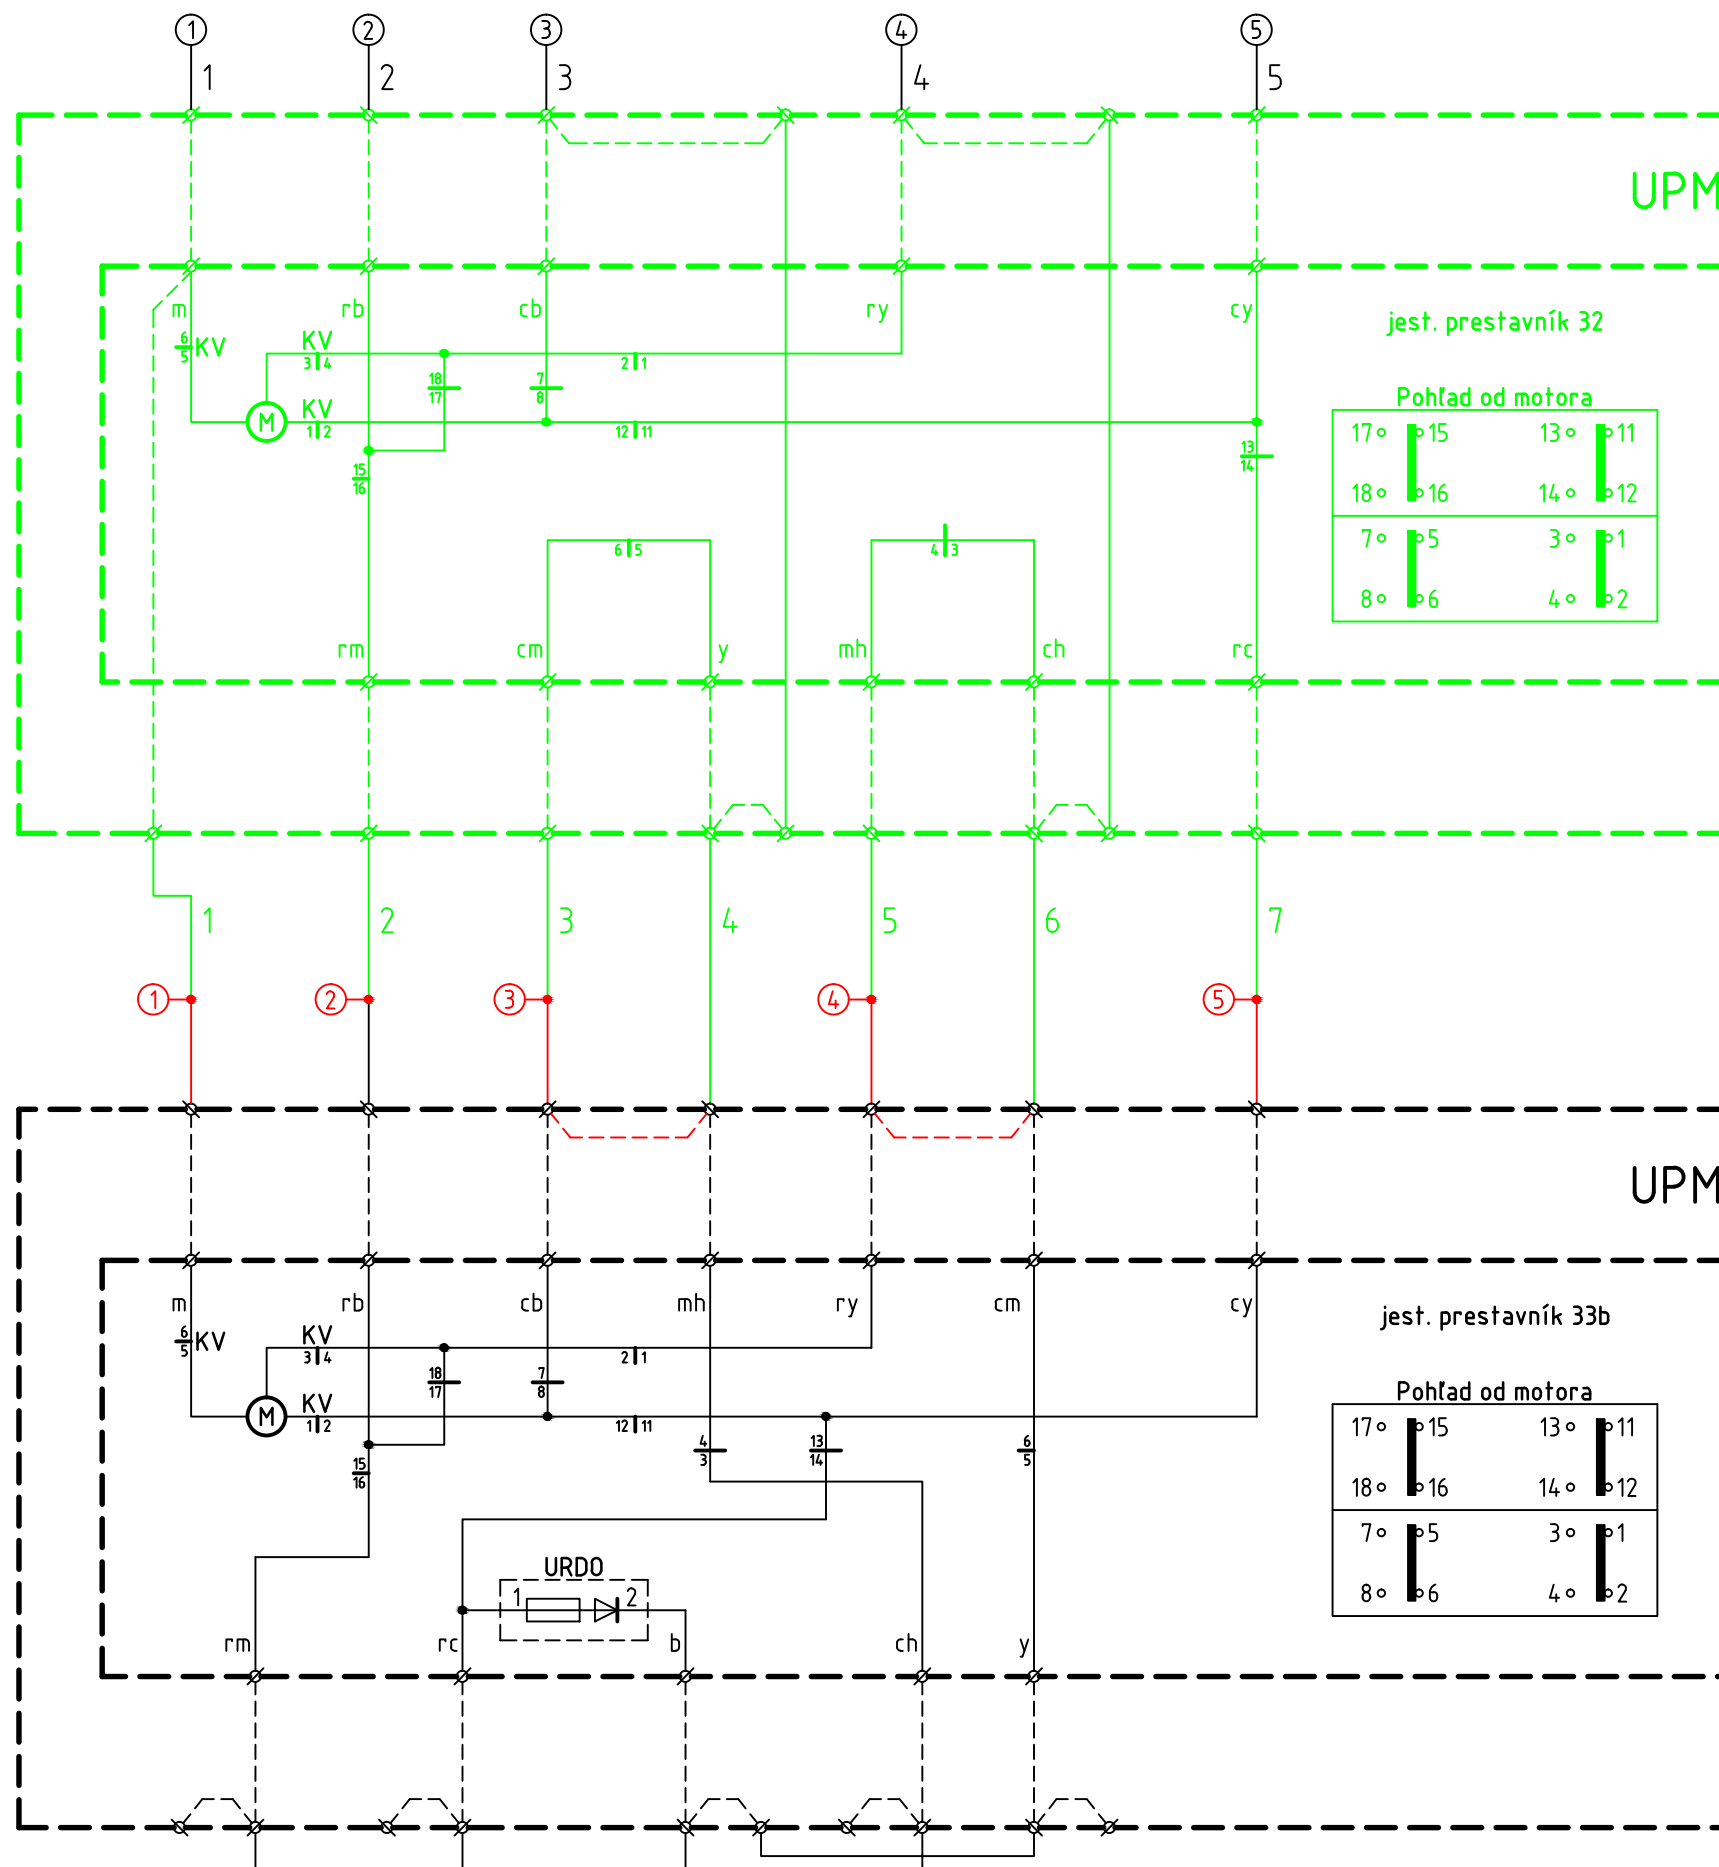 1 2 3 4 5
1 2 3 4 5
UPM
m rb cb ry cy
jest. prestavník 32
6 5 KV
KV
3 4
2 1
18 17
7 8
Pohľad od motora
M
KV
1 2
12 11
13 14
15 16
17 15 13 11
18 16 14 12
7 5 3 1
8 6 4 2
6 5
4 3
rm cm y mh ch rc
1 2 3 4 5 6 7
1 2 3 4 5
UPM
m rb cb mh ry cm cy
jest. prestavník 33b
6 5 KV
KV
3 4
2 1
18 17
7 8
Pohľad od motora
M
KV
1 2
12 11
4 3
13 14
6 5
15 16
17 15 13 11
18 16 14 12
7 5 3 1
8 6 4 2
URDO
1 2
rm rc b ch y